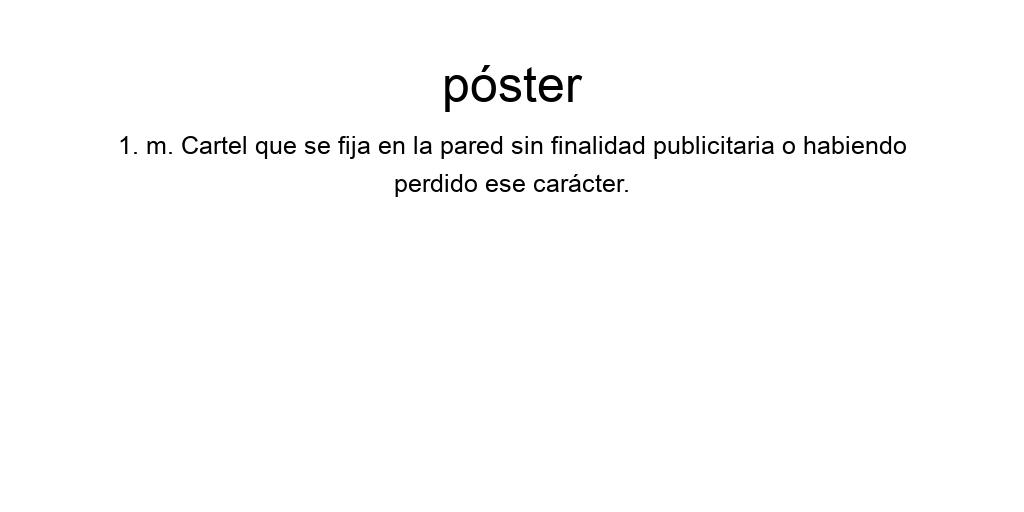 póster
1. m. Cartel que se fija en la pared sin finalidad publicitaria o habiendo
perdido ese carácter.